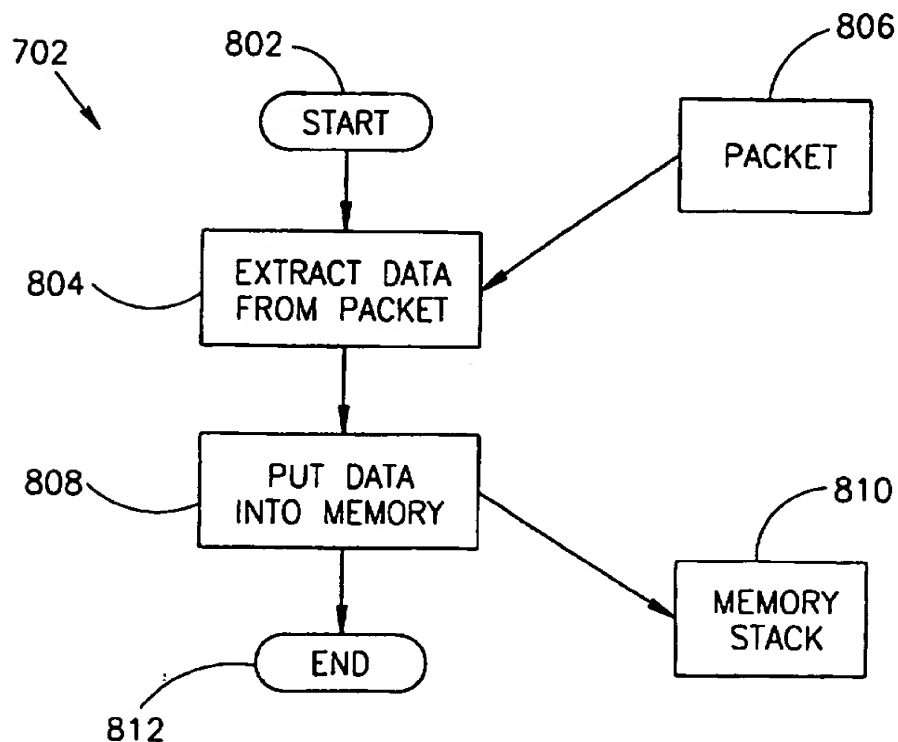 802
806
702
START
PACKET
804
EXTRACT DATA
FROM PACKET
808
PUT DATA
INTO MEMORY
810
MEMORY
STACK
END
812